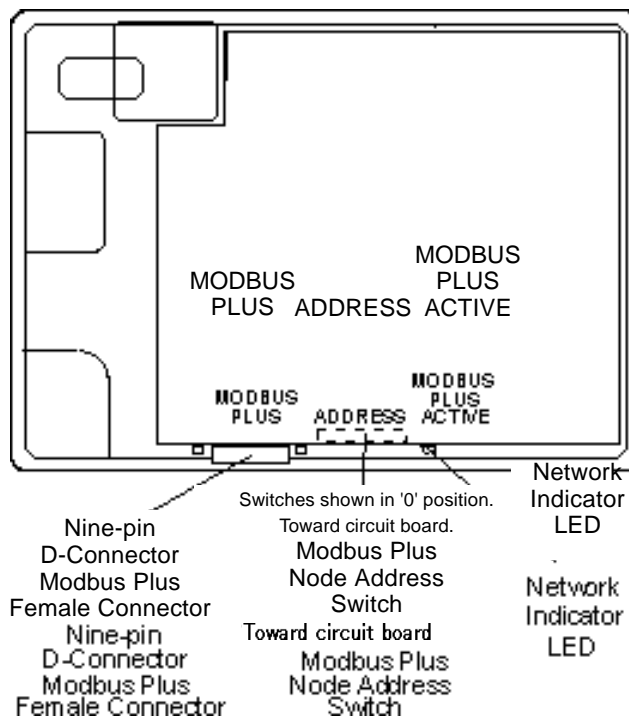 MODBUS
PLUS
ADDRESS
MODBUS
PLUS
ACTIVE
MODBUS
PLUS
ADDRESS
MODBUS
PLUS
ACTIVE
Switches shown in '0' position.
Toward circuit board.
Nine-pin
D-Connector
Modbus Plus
Female Connector
Modbus Plus
Node Address
Switch
Network
Indicator
LED
Toward circuit board
Nine-pin
D-Connector
Modbus Plus
Female Connector
Modbus Plus
Node Address
Switch
Network
Indicator
LED